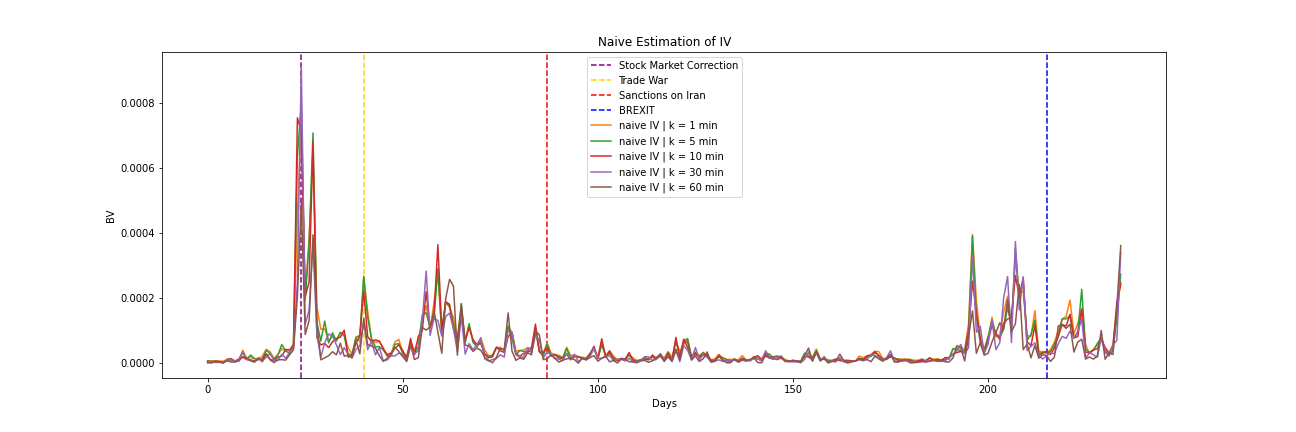 Naive Estimation of IV
Stock Market Correction
Trade War
Sanctions on Iran
BREXIT
naive IV | k = 1 min
naive IV | k = 5 min
naive IV | k = 10 min
naive IV | k = 30 min
naive IV | k = 60 min
0.0008
0.0006
0.0004
0.0002
0.0000
BV
0 50 100 150 200
Days